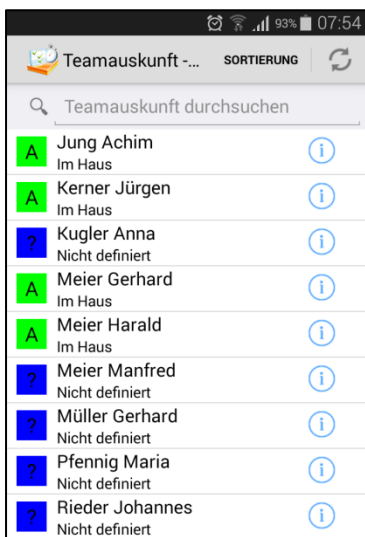 93% 07:54
Teamauskunft -... SORTIERUNG
Teamauskunft durchsuchen
A Jung Achim i
Im Haus
A Kerner Jürgen i
Im Haus
? Kugler Anna i
Nicht definiert
A Meier Gerhard i
Im Haus
A Meier Harald i
Im Haus
? Meier Manfred i
Nicht definiert
? Müller Gerhard i
Nicht definiert
? Pfennig Maria i
Nicht definiert
? Rieder Johannes i
Nicht definiert